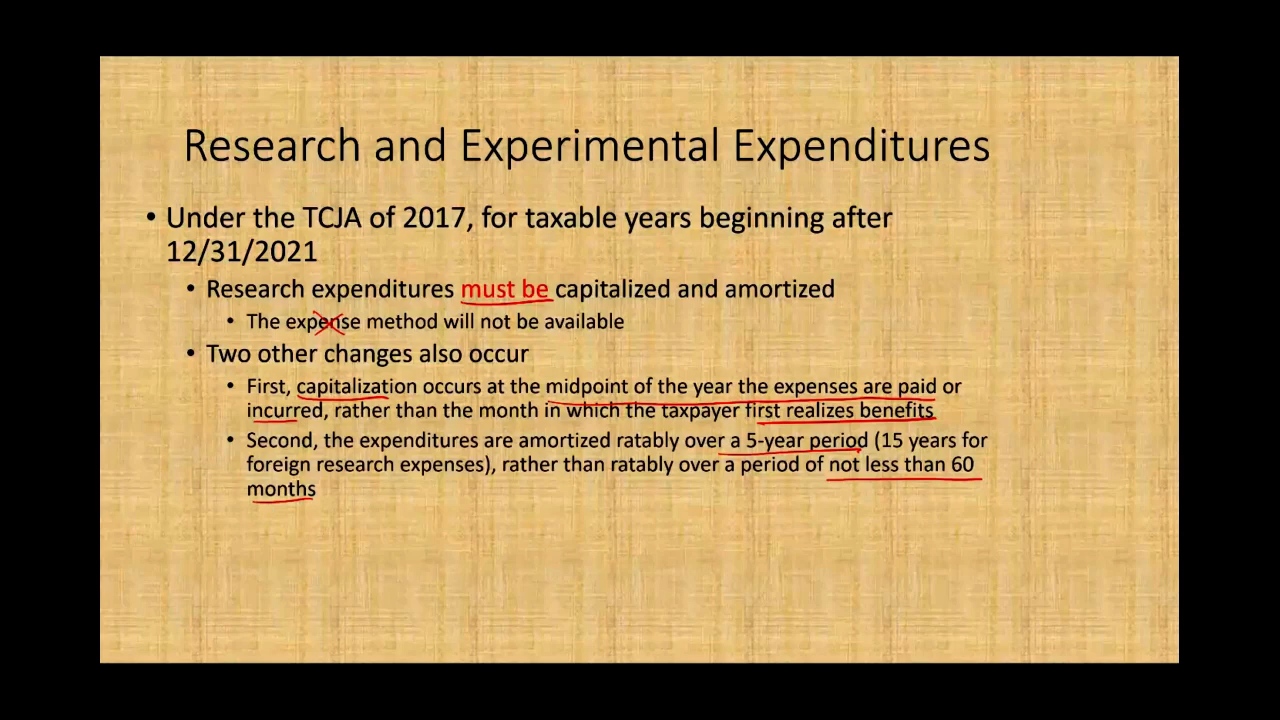 Research and Experimental Expenditures
• Under the TCJA of 2017, for taxable years beginning after
12/31/2021
• Research expenditures must be capitalized and amortized
• The expense method will not be available
• Two other changes also occur
• First, capitalization occurs at the midpoint of the year the expenses are paid or
incurred, rather than the month in which the taxpayer first realizes benefits
• Second, the expenditures are amortized ratably over a 5-year period (15 years for
foreign research expenses), rather than ratably over a period of not less than 60
months